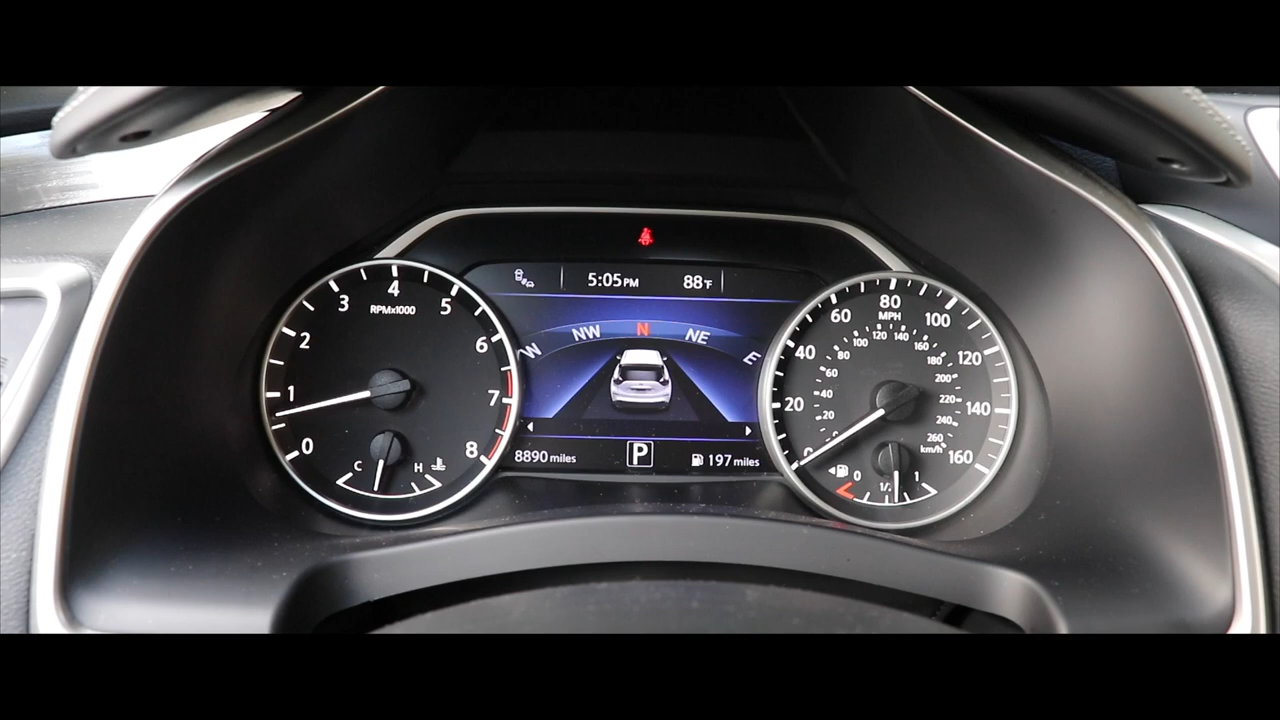 5:05PM 88°F
W NW N NE E
8890 miles P 197 miles
0 1 2 3 4 5 6 7 8
RPMx1000
C H
0 20 40 60 80 100 120 140 160
MPH
0 20 40 60 80 100 120 140 160 180 200 220 240 260
km/h
0 1/ 1